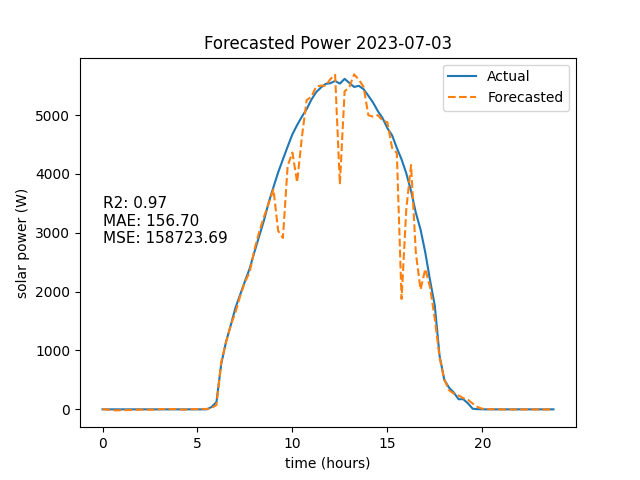 Forecasted Power 2023-07-03
Actual
Forecasted
R2: 0.97
MAE: 156.70
MSE: 158723.69
solar power (W)
5000
4000
3000
2000
1000
0
0 5 10 15 20
time (hours)